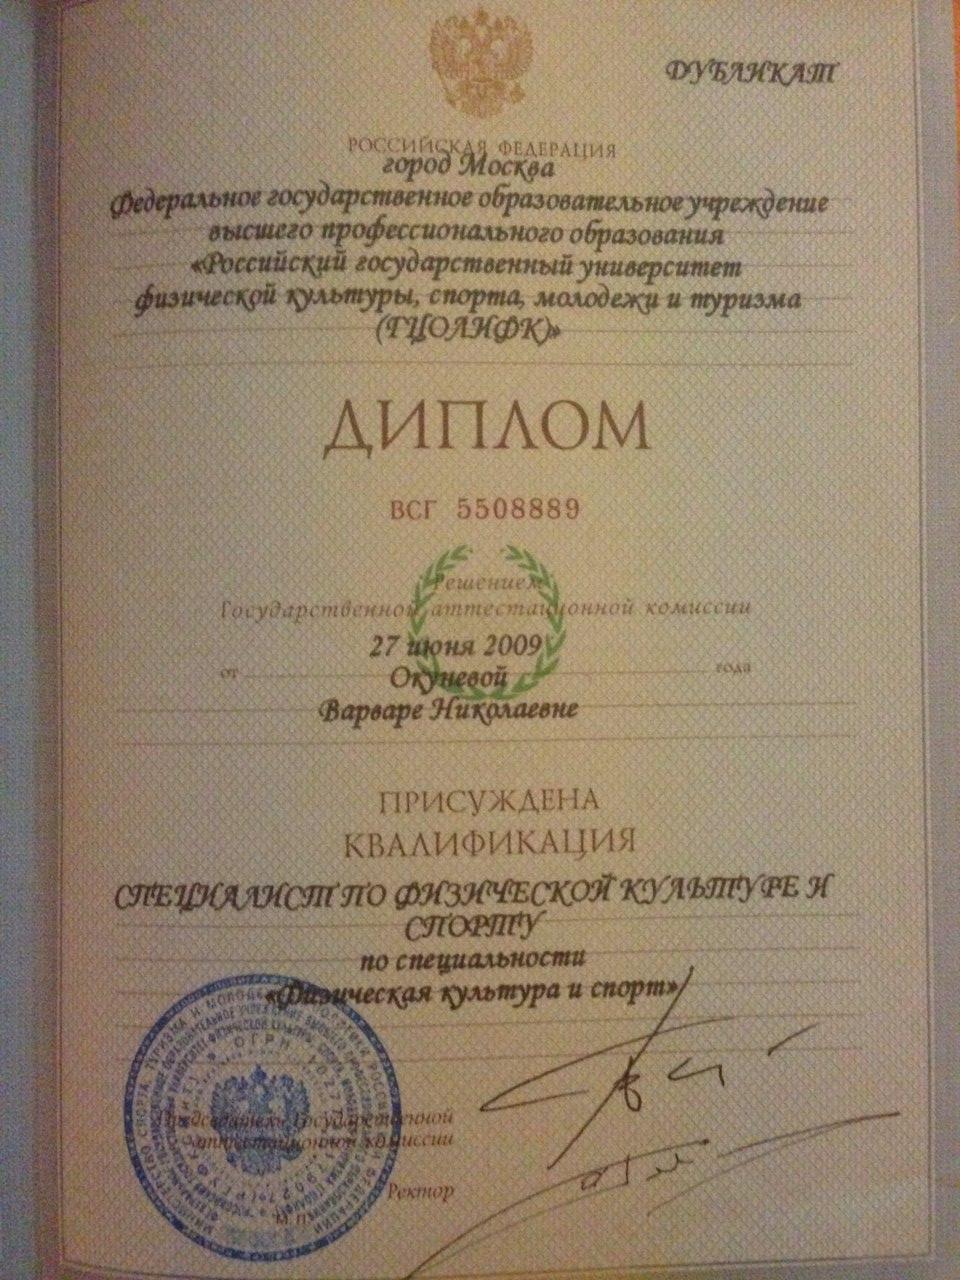 ДУБЛИКАТ
РОССИЙСКАЯ ФЕДЕРАЦИЯ
город Москва
Федеральное государственное образовательное учреждение
высшего профессионального образования
«Российский государственный университет
физической культуры, спорта, молодежи и туризма
(ГЦОЛИФК)»
ДИПЛОМ
ВСГ 5508889
Решением
Государственной аттестационной комиссии
27 июня 2009
от года
Окуневой
Варваре Николаевне
ПРИСУЖДЕНА
КВАЛИФИКАЦИЯ
СПЕЦИАЛИСТ ПО ФИЗИЧЕСКОЙ КУЛЬТУРЕ И
СПОРТУ
по специальности
«Физическая культура и спорт»
Председатель Государственной
аттестационной комиссии
Ректор
М.П.